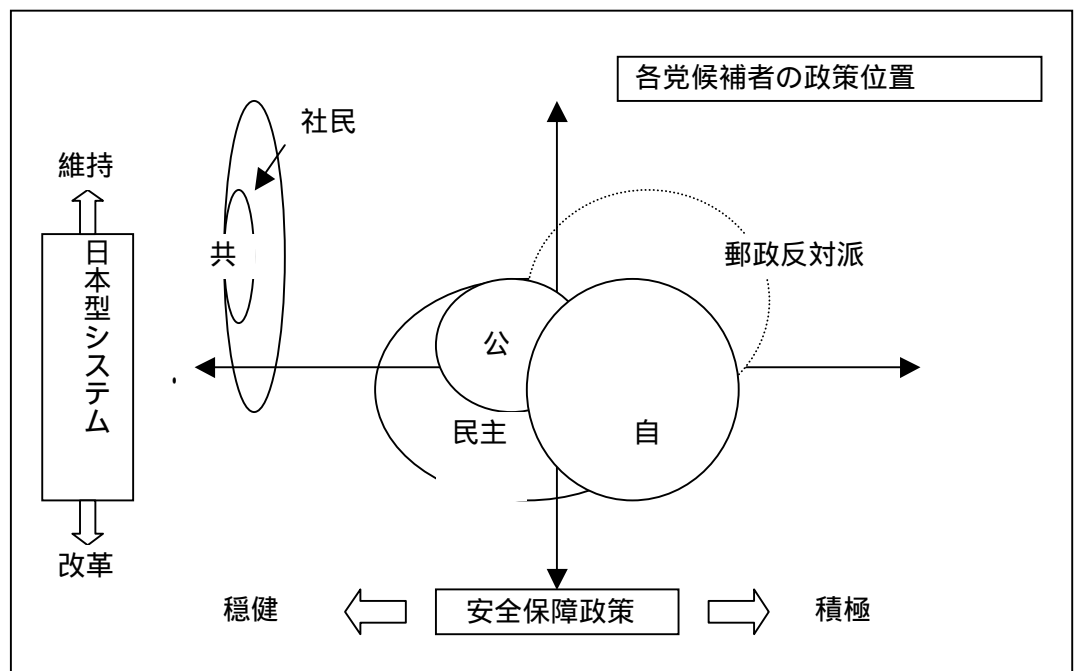 各党候補者の政策位置
社民
維持
共
郵政反対派
日本型システム
公
民主
自
改革
穏健
安全保障政策
積極